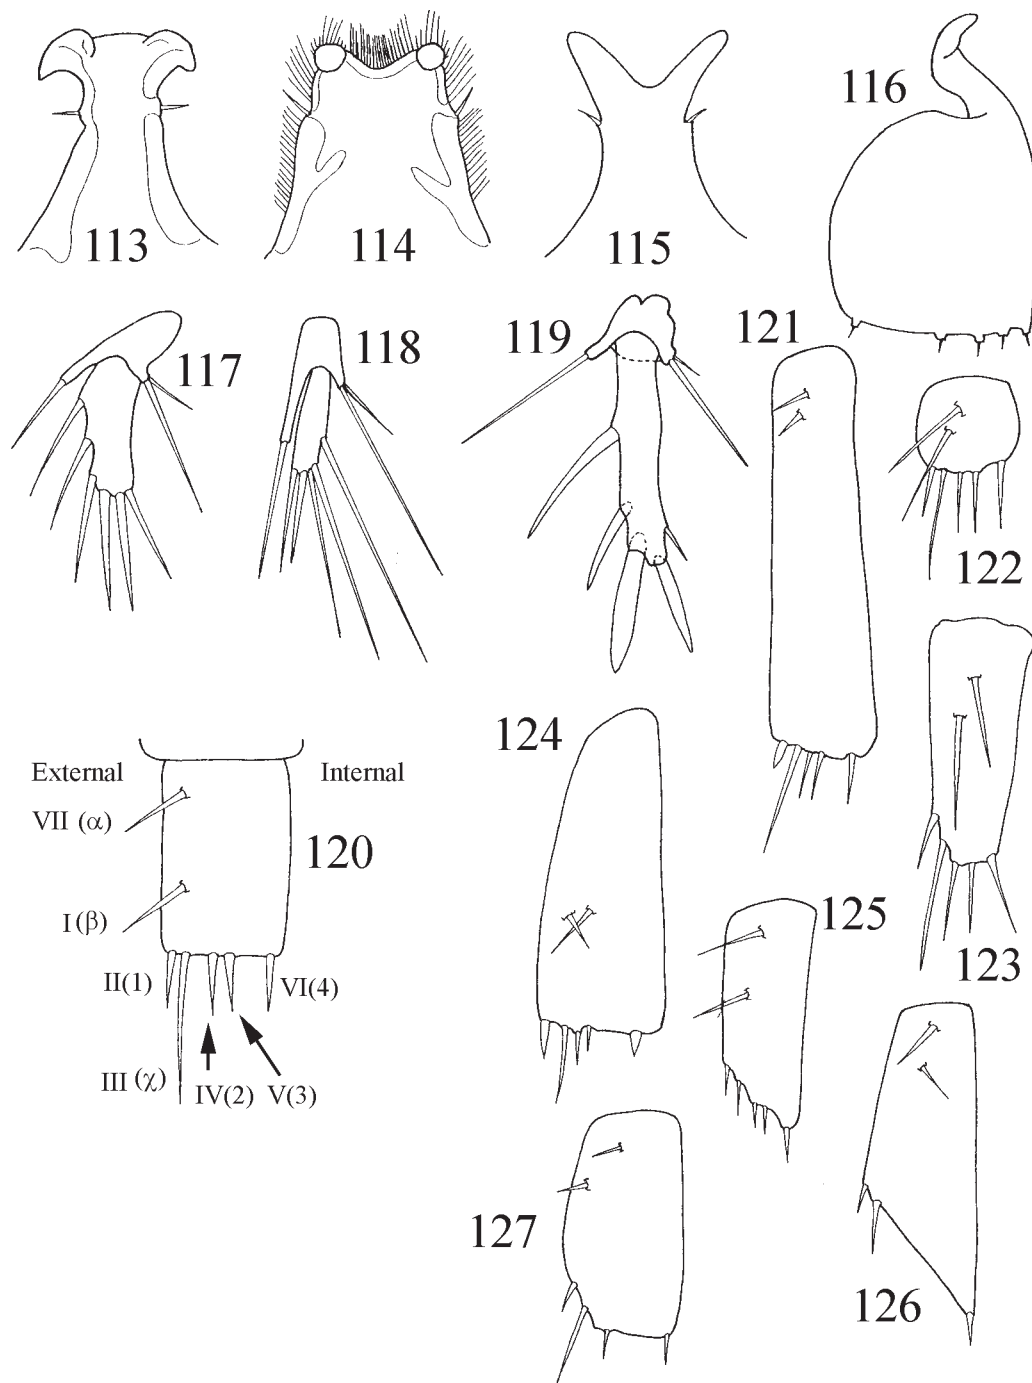 113
114
115
116
117
118
119
121
122
123
124
External
Internal
VII (α)
120
I (β)
II(1)
VI(4)
III (χ)
IV(2)
V(3)
125
126
127